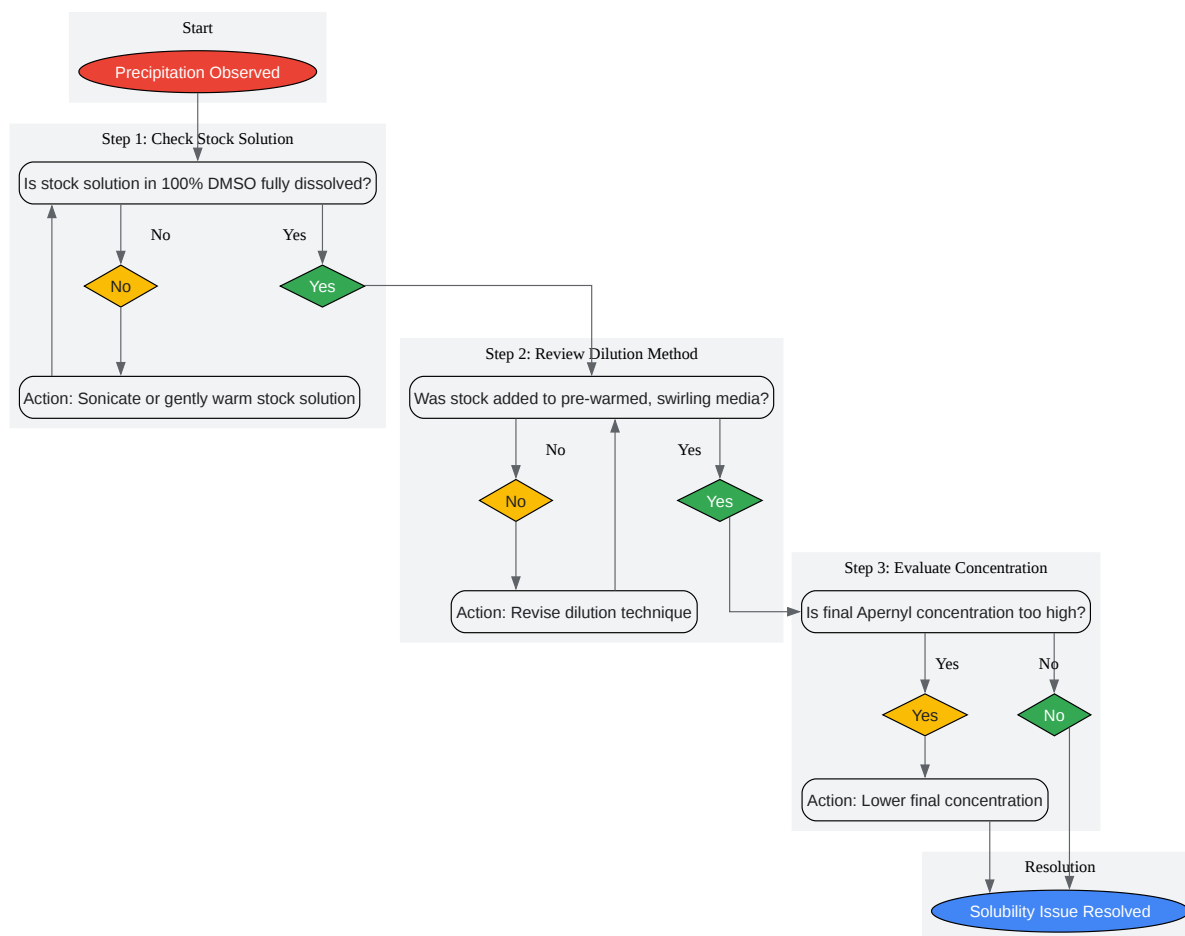 Start
Precipitation Observed
Step 1: Check Stock Solution
Is stock solution in 100% DMSO fully dissolved?
No
Yes
No
Yes
Action: Sonicate or gently warm stock solution
Step 2: Review Dilution Method
Was stock added to pre-warmed, swirling media?
No
Yes
No
Yes
Action: Revise dilution technique
Step 3: Evaluate Concentration
Is final Apernyl concentration too high?
Yes
No
Yes
No
Action: Lower final concentration
Resolution
Solubility Issue Resolved